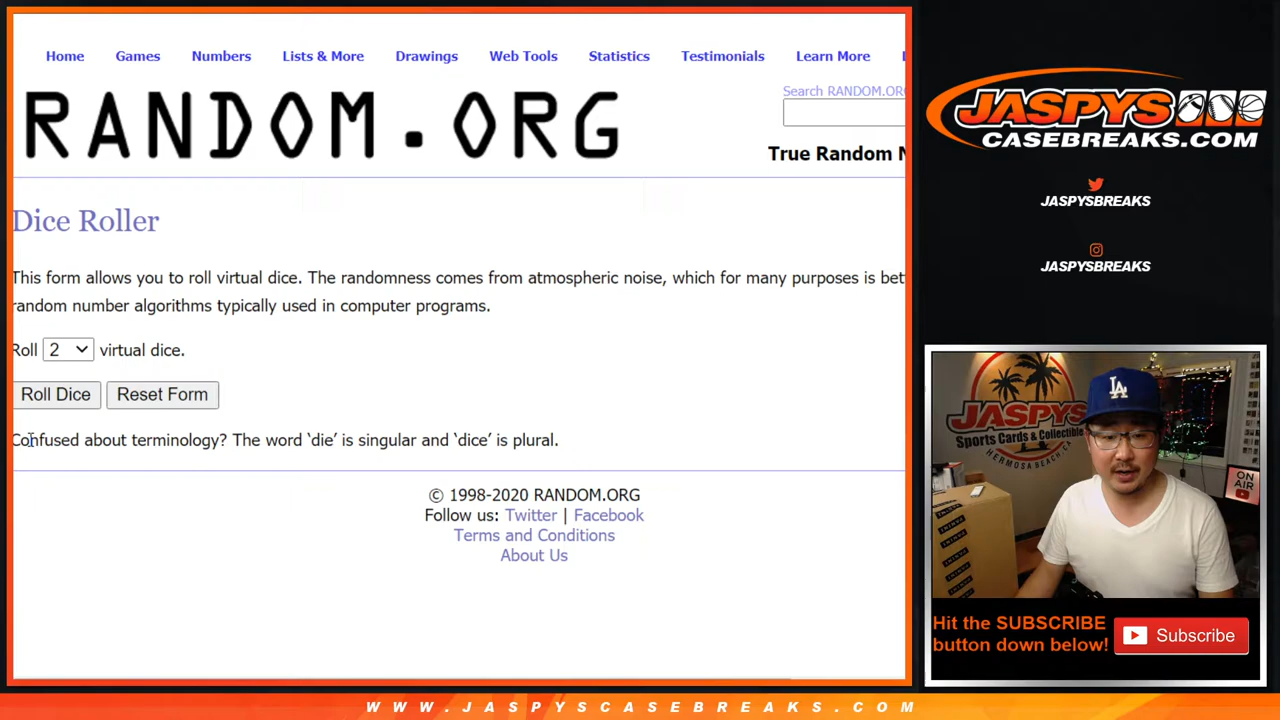 Home Games Numbers Lists & More Drawings Web Tools Statistics Testimonials Learn More
RANDOM.ORG
Search RANDOM.ORG
True Random N
Dice Roller
This form allows you to roll virtual dice. The randomness comes from atmospheric noise, which for many purposes is bet
random number algorithms typically used in computer programs.
Roll 2 virtual dice.
Roll Dice Reset Form
Confused about terminology? The word ‘die’ is singular and ‘dice’ is plural.
© 1998-2020 RANDOM.ORG
Follow us: Twitter | Facebook
Terms and Conditions
About Us
JASPYS
CASEBREAKS.COM
JASPYSBREAKS
JASPYSBREAKS
JASPYS
Sports Cards & Collectible
HERMOSA BEACH, CA
LA
ON AIR
Hit the SUBSCRIBE
button down below!
Subscribe
WWW.JASPYSCASEBREAKS.COM